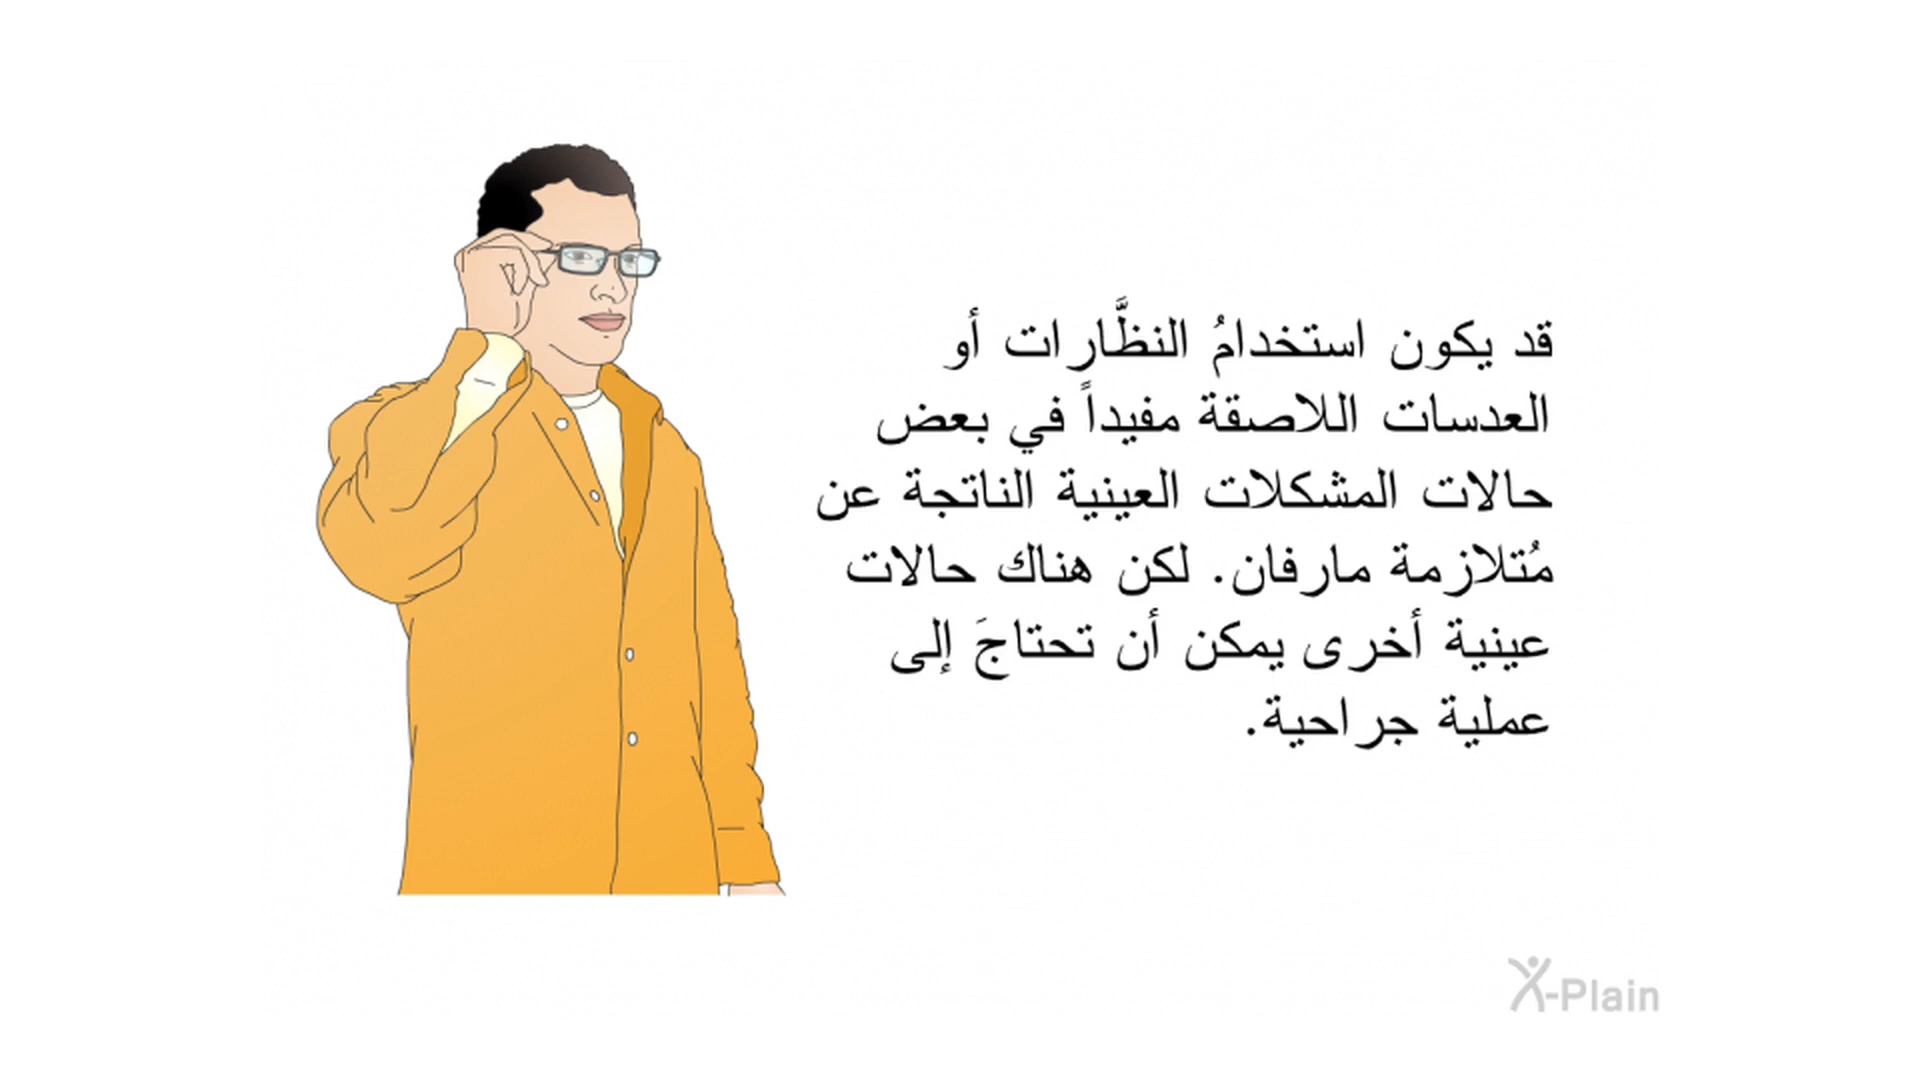 قد يكون استخدامُ النظَّارات أو
العدسات اللاصقة مفيداً في بعض
حالات المشكلات العينية الناتجة عن
مُتلازمة مارفان. لكن هناك حالات
عينية أخرى يمكن أن تحتاجَ إلى
عملية جراحية.
X-Plain